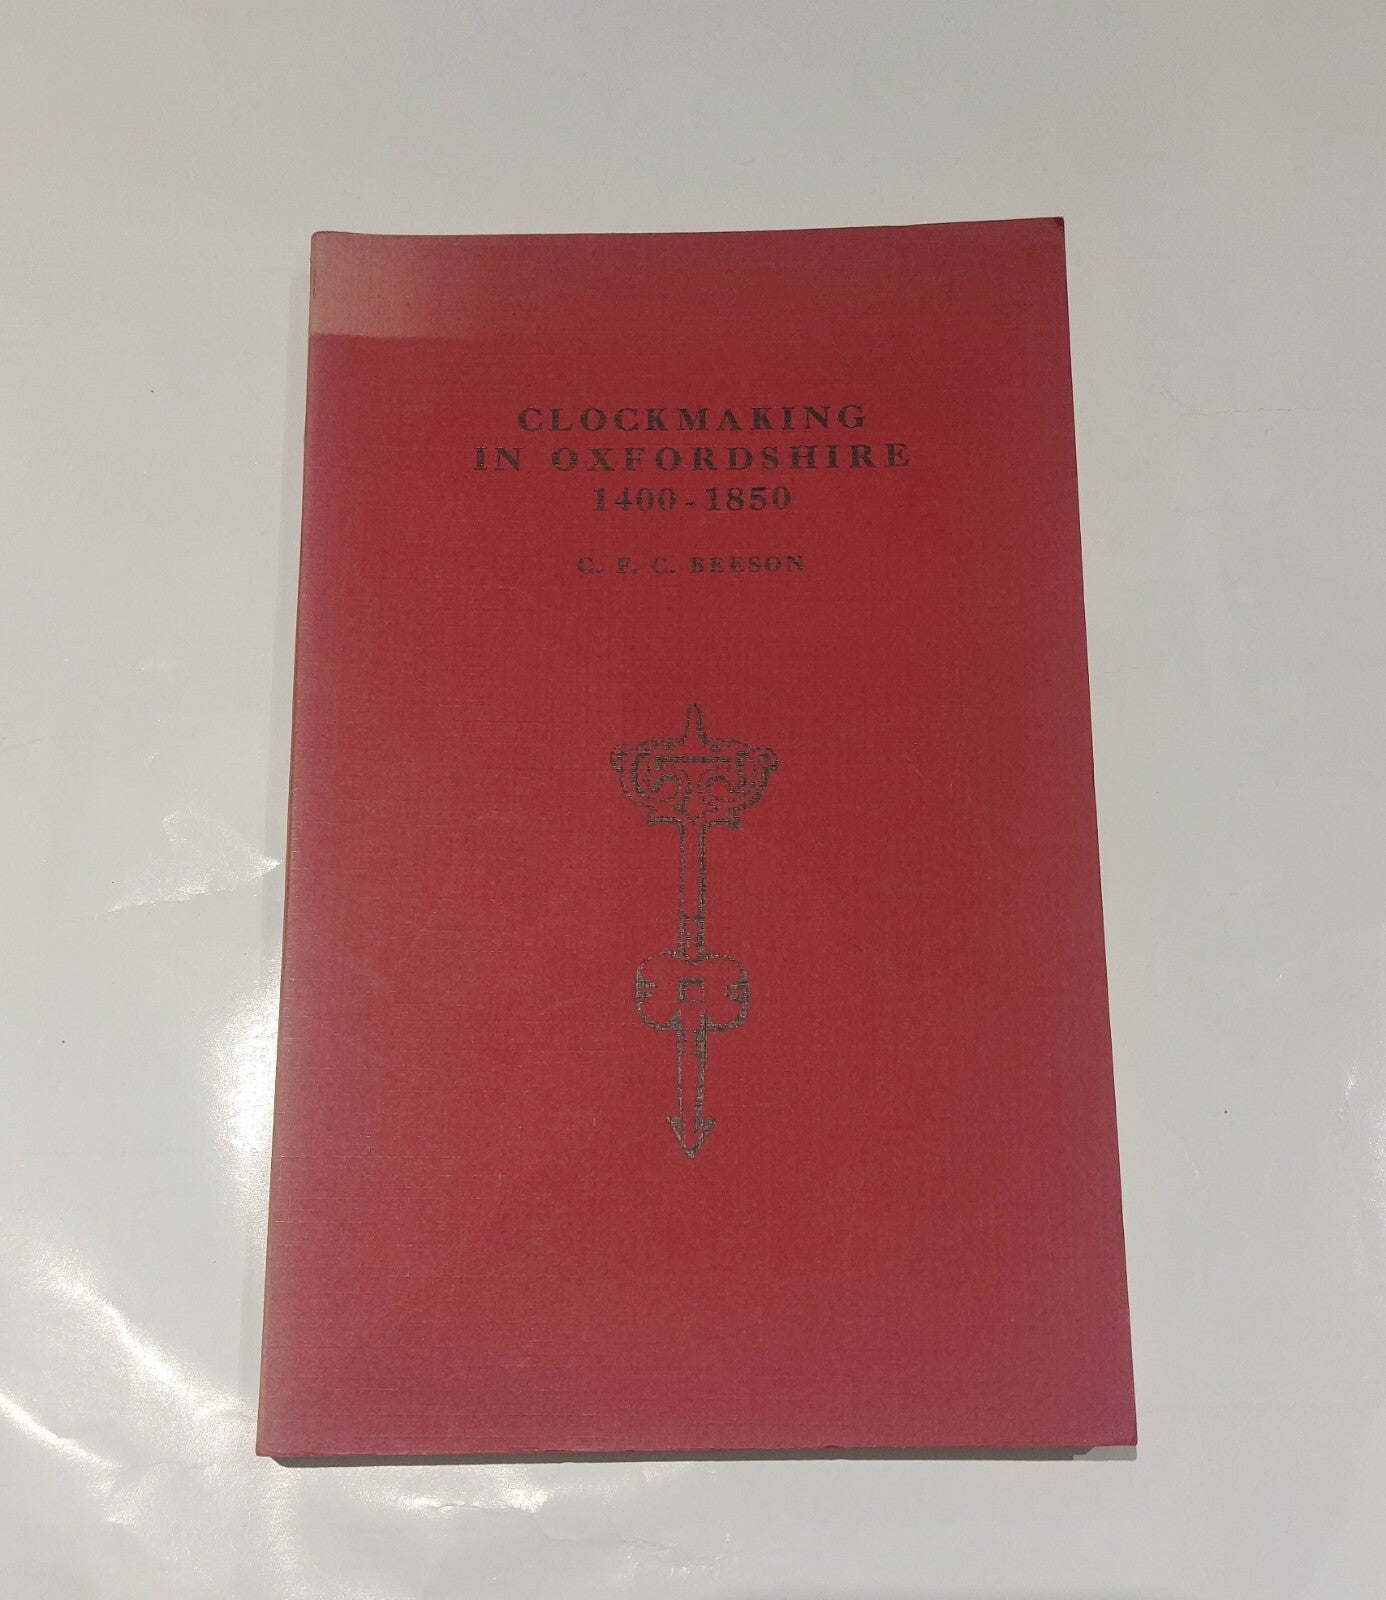 CLOCKMAKING
IN OXFORDSHIRE
1400-1850
C. F. C. BEESON